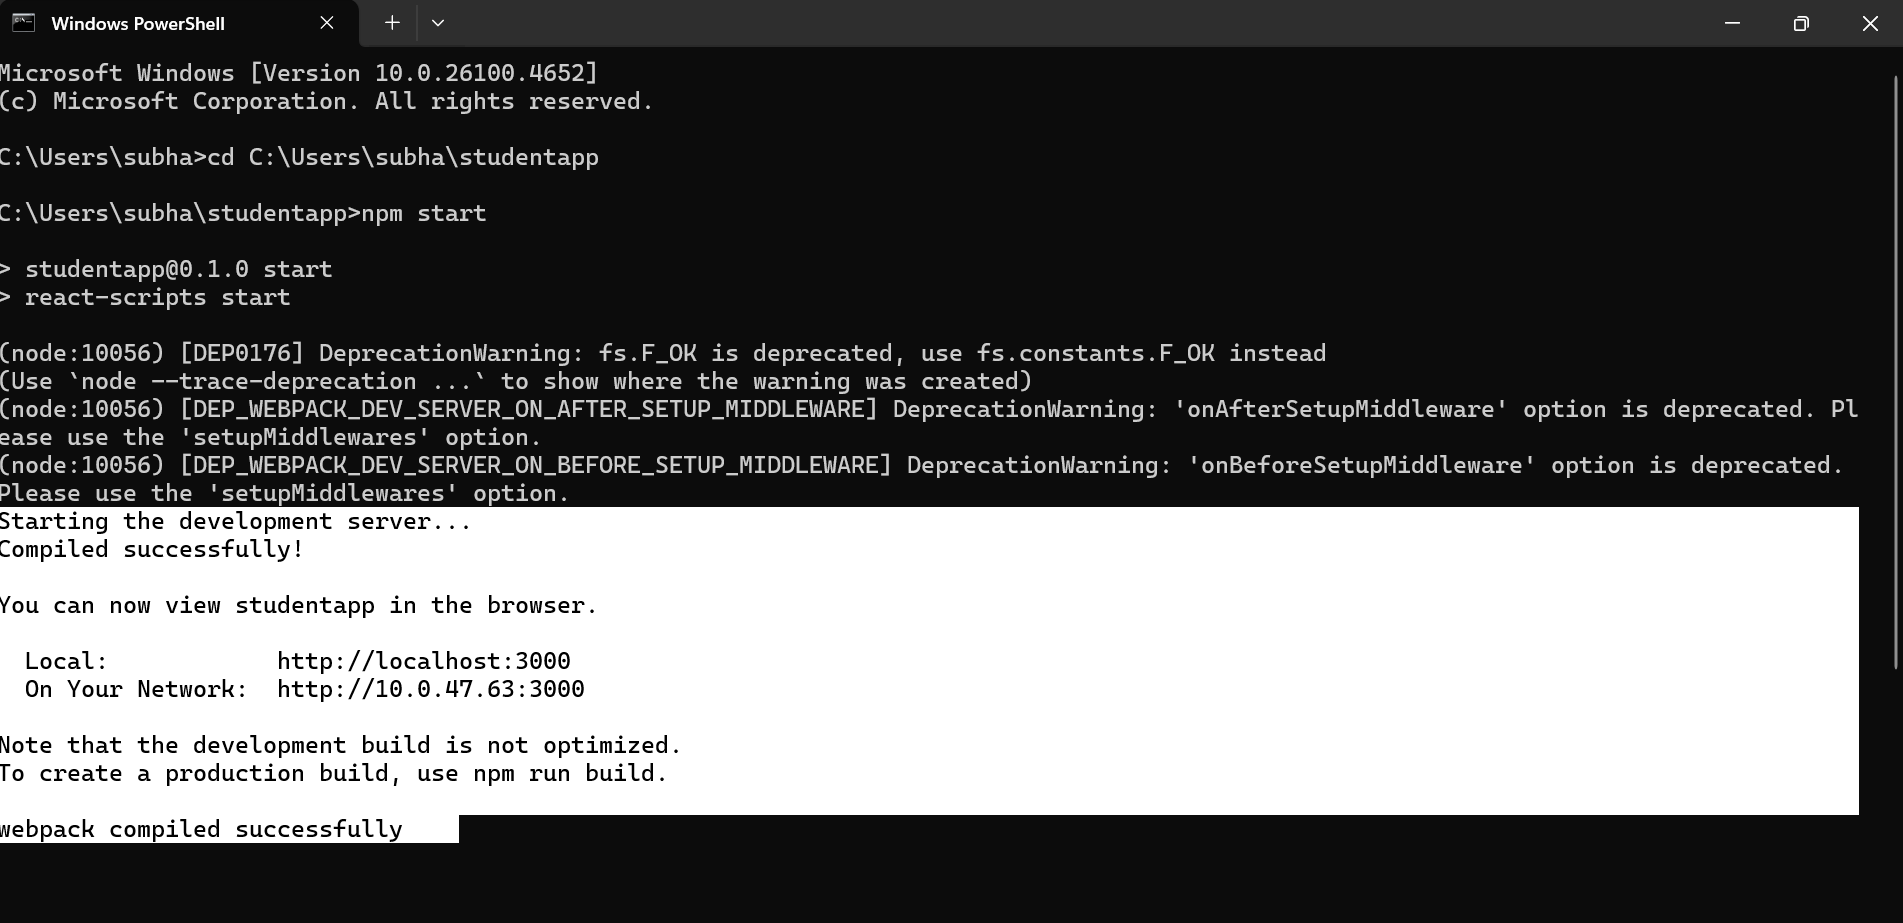 Windows PowerShell
Microsoft Windows [Version 10.0.26100.4652]
(c) Microsoft Corporation. All rights reserved.
C:\Users\subha>cd C:\Users\subha\studentapp
C:\Users\subha\studentapp>npm start
> studentapp@0.1.0 start
> react-scripts start
(node:10056) [DEP0176] DeprecationWarning: fs.F_OK is deprecated, use fs.constants.F_OK instead
(Use `node --trace-deprecation ...` to show where the warning was created)
(node:10056) [DEP_WEBPACK_DEV_SERVER_ON_AFTER_SETUP_MIDDLEWARE] DeprecationWarning: 'onAfterSetupMiddleware' option is deprecated. Pl
ease use the 'setupMiddlewares' option.
(node:10056) [DEP_WEBPACK_DEV_SERVER_ON_BEFORE_SETUP_MIDDLEWARE] DeprecationWarning: 'onBeforeSetupMiddleware' option is deprecated.
Please use the 'setupMiddlewares' option.
Starting the development server...
Compiled successfully!
You can now view studentapp in the browser.
Local: http://localhost:3000
On Your Network: http://10.0.47.63:3000
Note that the development build is not optimized.
To create a production build, use npm run build.
webpack compiled successfully